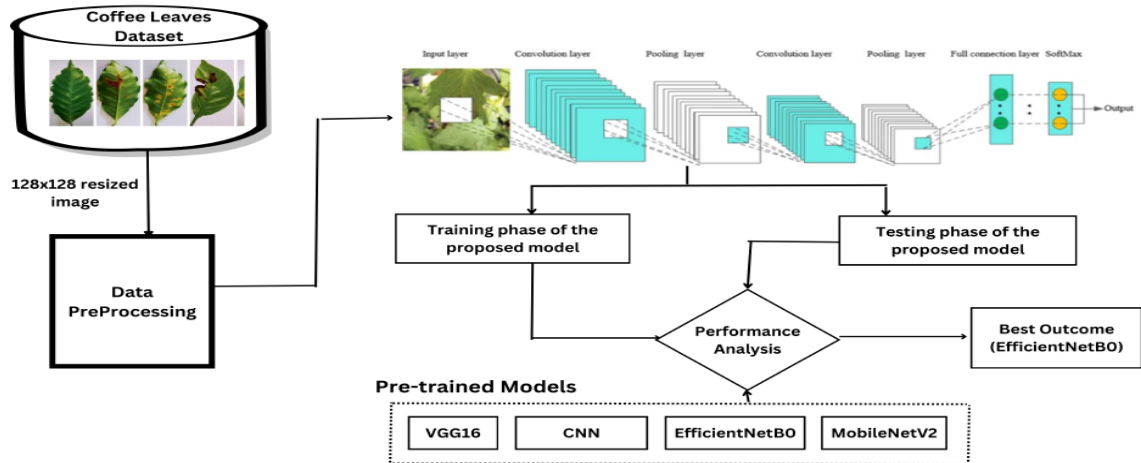 Coffee Leaves
Dataset
128x128 resized
image
Data
PreProcessing
Input layer
Convolution layer
Pooling layer
Convolution layer
Pooling layer
Full connection layer
SoftMax
Output
Training phase of the
proposed model
Testing phase of the
proposed model
Performance
Analysis
Best Outcome
(EfficientNetB0)
Pre-trained Models
VGG16
CNN
EfficientNetB0
MobileNetV2